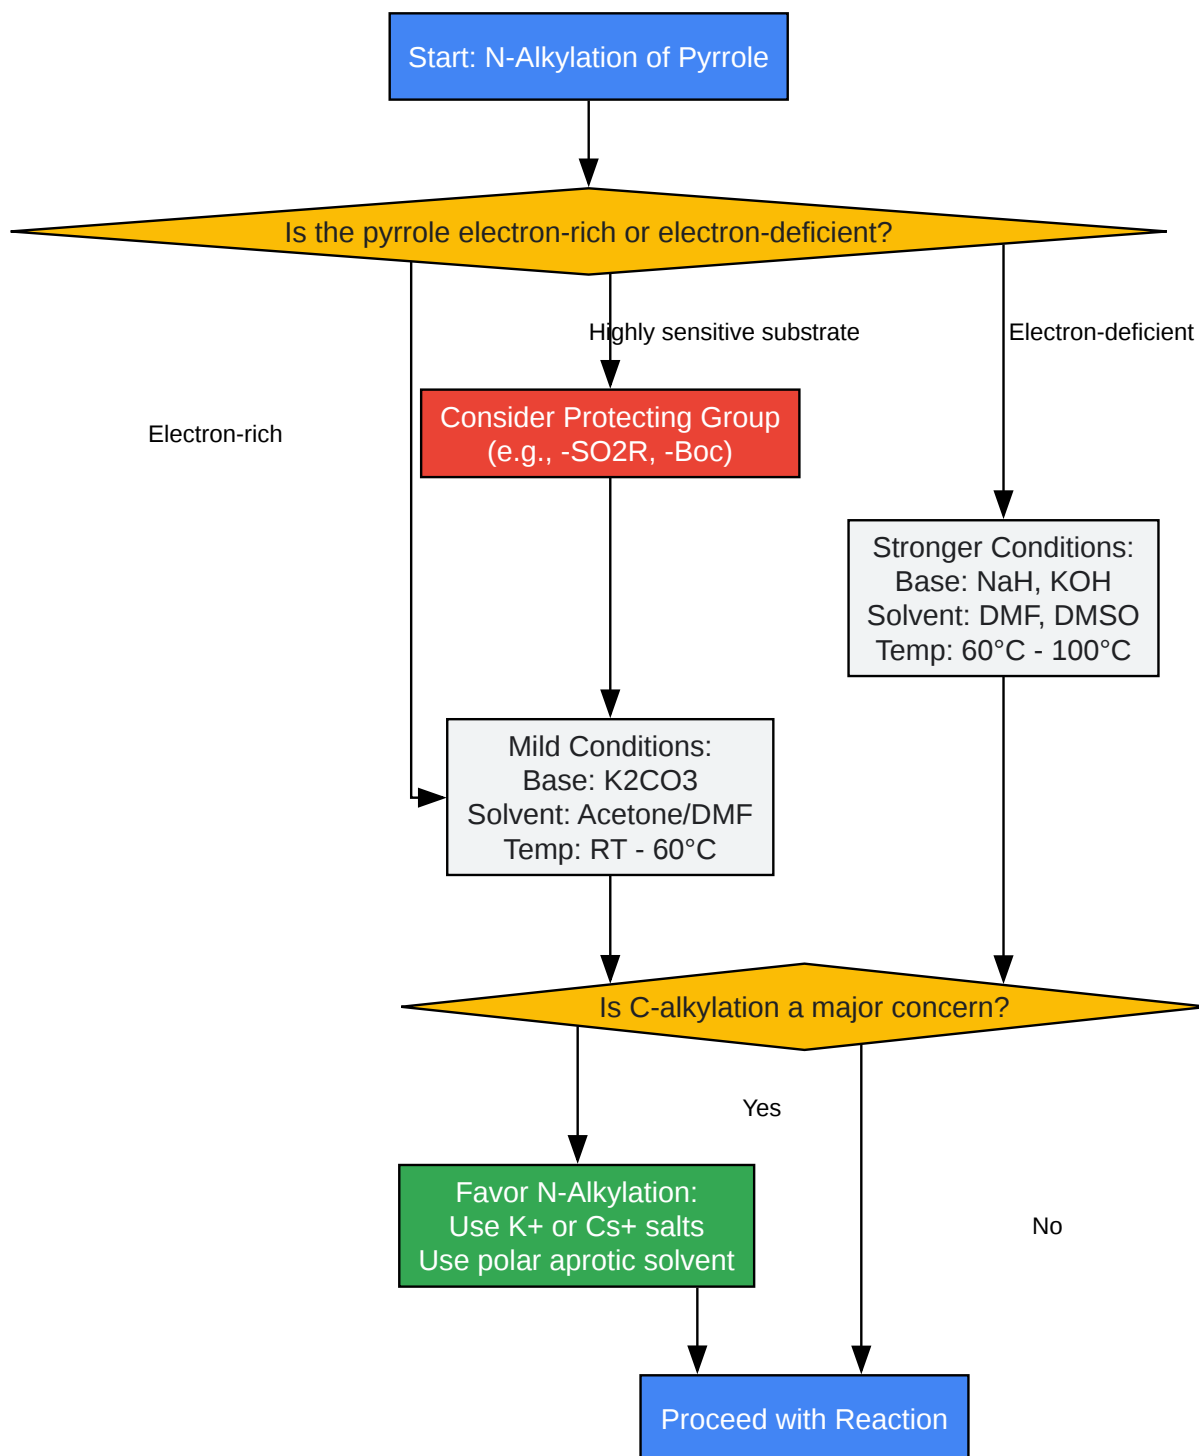 Start: N-Alkylation of Pyrrole
Is the pyrrole electron-rich or electron-deficient?
Highly sensitive substrate
Electron-deficient
Electron-rich
Consider Protecting Group
(e.g., -SO2R, -Boc)
Stronger Conditions:
Base: NaH, KOH
Solvent: DMF, DMSO
Temp: 60°C - 100°C
Mild Conditions:
Base: K2CO3
Solvent: Acetone/DMF
Temp: RT - 60°C
Is C-alkylation a major concern?
Yes
No
Favor N-Alkylation:
Use K+ or Cs+ salts
Use polar aprotic solvent
Proceed with Reaction